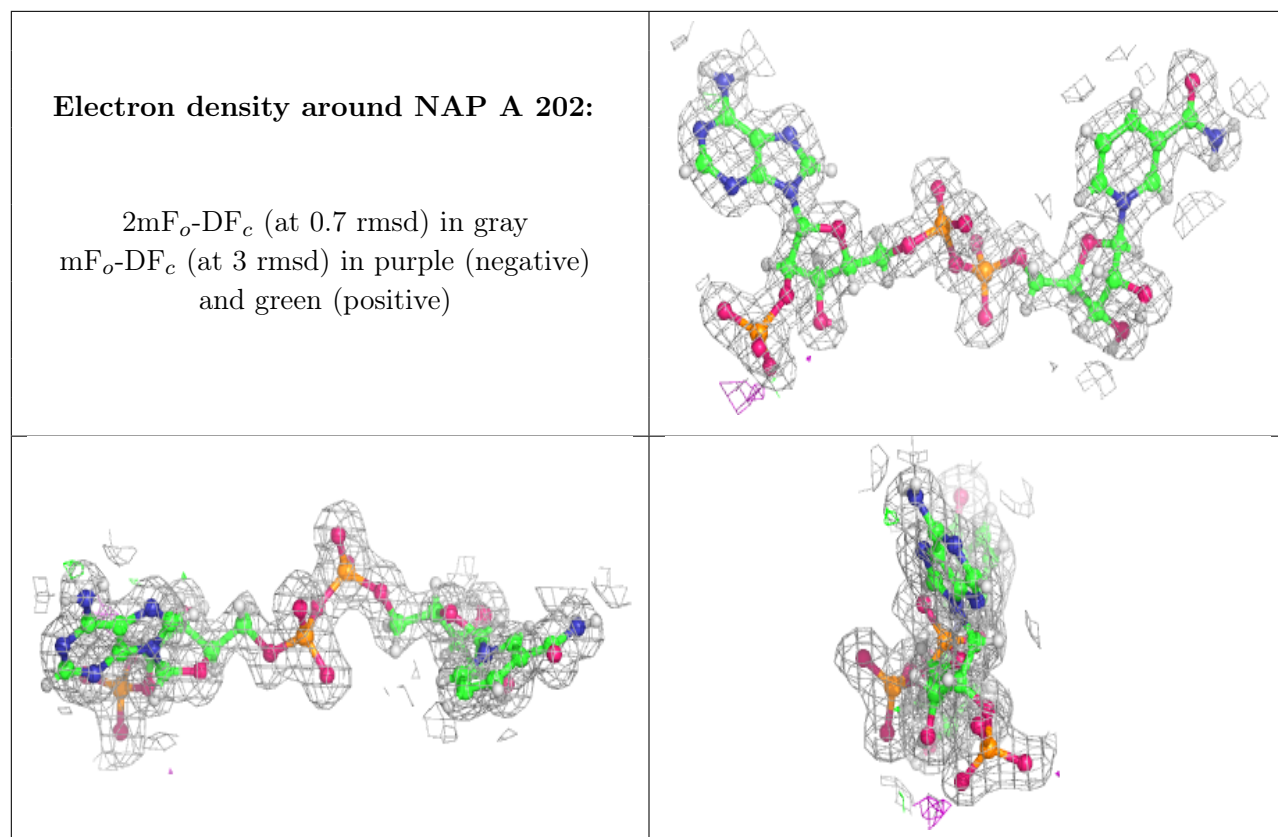 Electron density around NAP A 202:
2mFₒ-DF𝒸 (at 0.7 rmsd) in gray
mFₒ-DF𝒸 (at 3 rmsd) in purple (negative)
and green (positive)